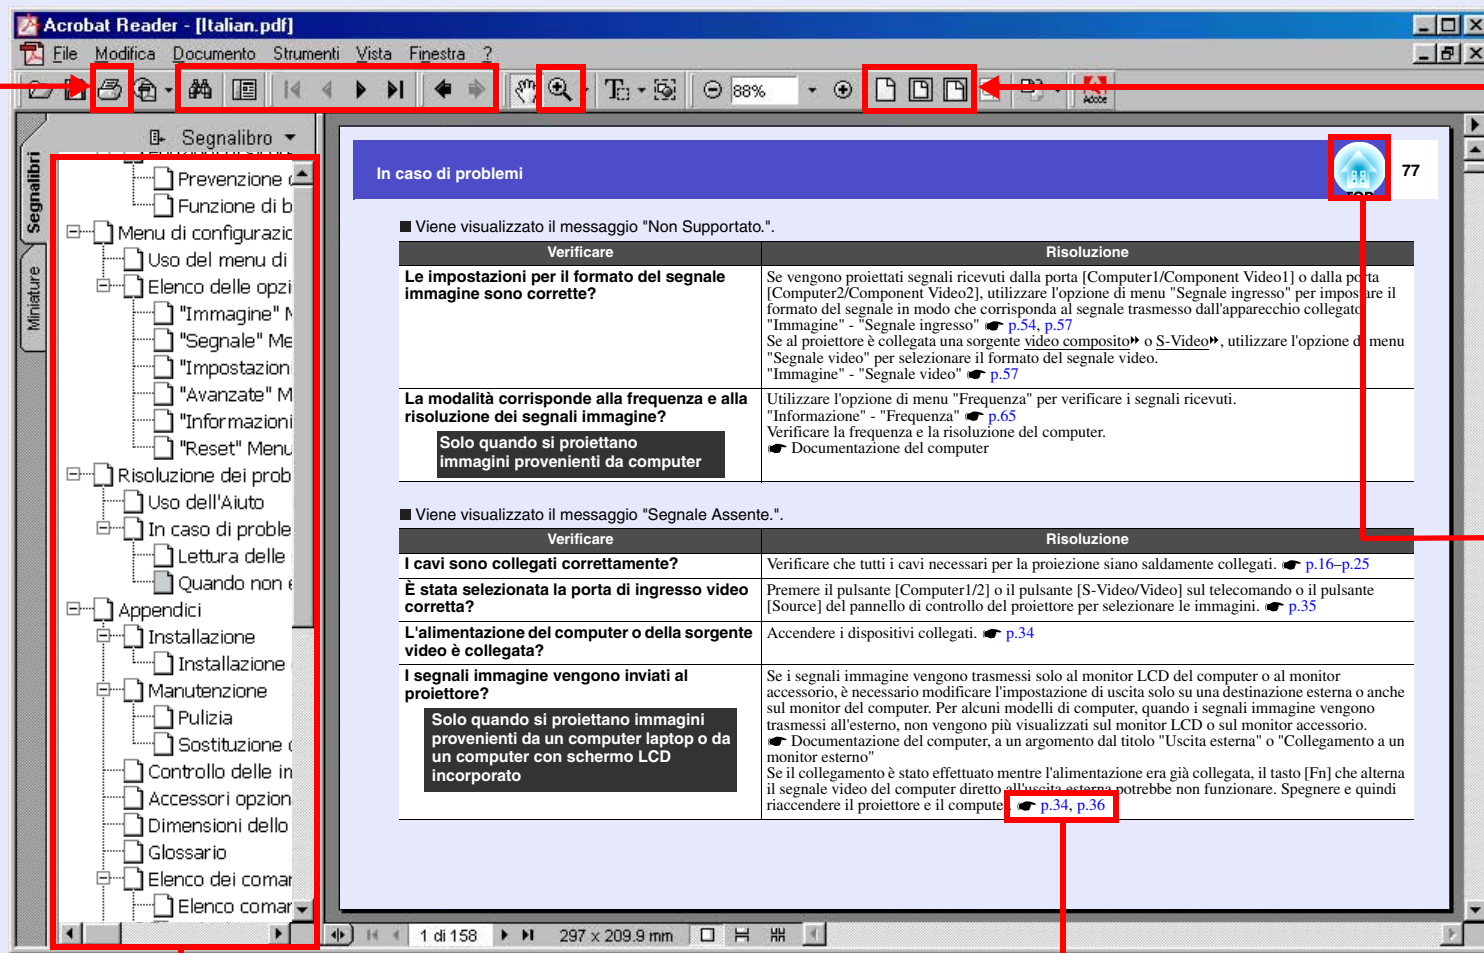 Acrobat Reader - [Italian.pdf]
File Modifica Documento Strumenti Vista Finestra ?
88%
Adobe
Segnalibri
Miniature
Segnalibro
Prevenzione
Funzione di b
Menu di configurazic
Uso del menu di
Elenco delle opzi
"Immagine" M
"Segnale" Me
"Impostazion
"Avanzate" M
"Informazioni
"Reset" Menu
Risoluzione dei prob
Uso dell'Aiuto
In caso di proble
Lettura delle
Quando non e
Appendici
Installazione
Installazione
Manutenzione
Pulizia
Sostituzione
Controllo delle in
Accessori opzion
Dimensioni dello
Glossario
Elenco dei comar
Elenco comar
In caso di problemi
TOP
77
■ Viene visualizzato il messaggio "Non Supportato.".
Verificare Risoluzione
Le impostazioni per il formato del segnale
immagine sono corrette?
Se vengono proiettati segnali ricevuti dalla porta [Computer1/Component Video1] o dalla porta
[Computer2/Component Video2], utilizzare l'opzione di menu "Segnale ingresso" per impostare il
formato del segnale in modo che corrisponda al segnale trasmesso dall'apparecchio collegato.
"Immagine" - "Segnale ingresso" ☛ p.54, p.57
Se al proiettore è collegata una sorgente video composito» o S-Video», utilizzare l'opzione di menu
"Segnale video" per selezionare il formato del segnale video.
"Immagine" - "Segnale video" ☛ p.57
La modalità corrisponde alla frequenza e alla
risoluzione dei segnali immagine?
Solo quando si proiettano
immagini provenienti da computer
Utilizzare l'opzione di menu "Frequenza" per verificare i segnali ricevuti.
"Informazione" - "Frequenza" ☛ p.65
Verificare la frequenza e la risoluzione del computer.
☛ Documentazione del computer
■ Viene visualizzato il messaggio "Segnale Assente.".
Verificare Risoluzione
I cavi sono collegati correttamente?
Verificare che tutti i cavi necessari per la proiezione siano saldamente collegati. ☛ p.16–p.25
È stata selezionata la porta di ingresso video
corretta?
Premere il pulsante [Computer1/2] o il pulsante [S-Video/Video] sul telecomando o il pulsante
[Source] del pannello di controllo del proiettore per selezionare le immagini. ☛ p.35
L'alimentazione del computer o della sorgente
video è collegata?
Accendere i dispositivi collegati. ☛ p.34
I segnali immagine vengono inviati al
proiettore?
Solo quando si proiettano immagini
provenienti da un computer laptop o da
un computer con schermo LCD
incorporato
Se i segnali immagine vengono trasmessi solo al monitor LCD del computer o al monitor
accessorio, è necessario modificare l'impostazione di uscita solo su una destinazione esterna o anche
sul monitor del computer. Per alcuni modelli di computer, quando i segnali immagine vengono
trasmessi all'esterno, non vengono più visualizzati sul monitor LCD o sul monitor accessorio.
☛ Documentazione del computer, a un argomento dal titolo "Uscita esterna" o "Collegamento a un
monitor esterno"
Se il collegamento è stato effettuato mentre l'alimentazione era già collegata, il tasto [Fn] che alterna
il segnale video del computer diretto all'uscita esterna potrebbe non funzionare. Spegnere e quindi
riaccendere il proiettore e il computer. ☛ p.34, p.36
1 di 158
297 x 209.9 mm